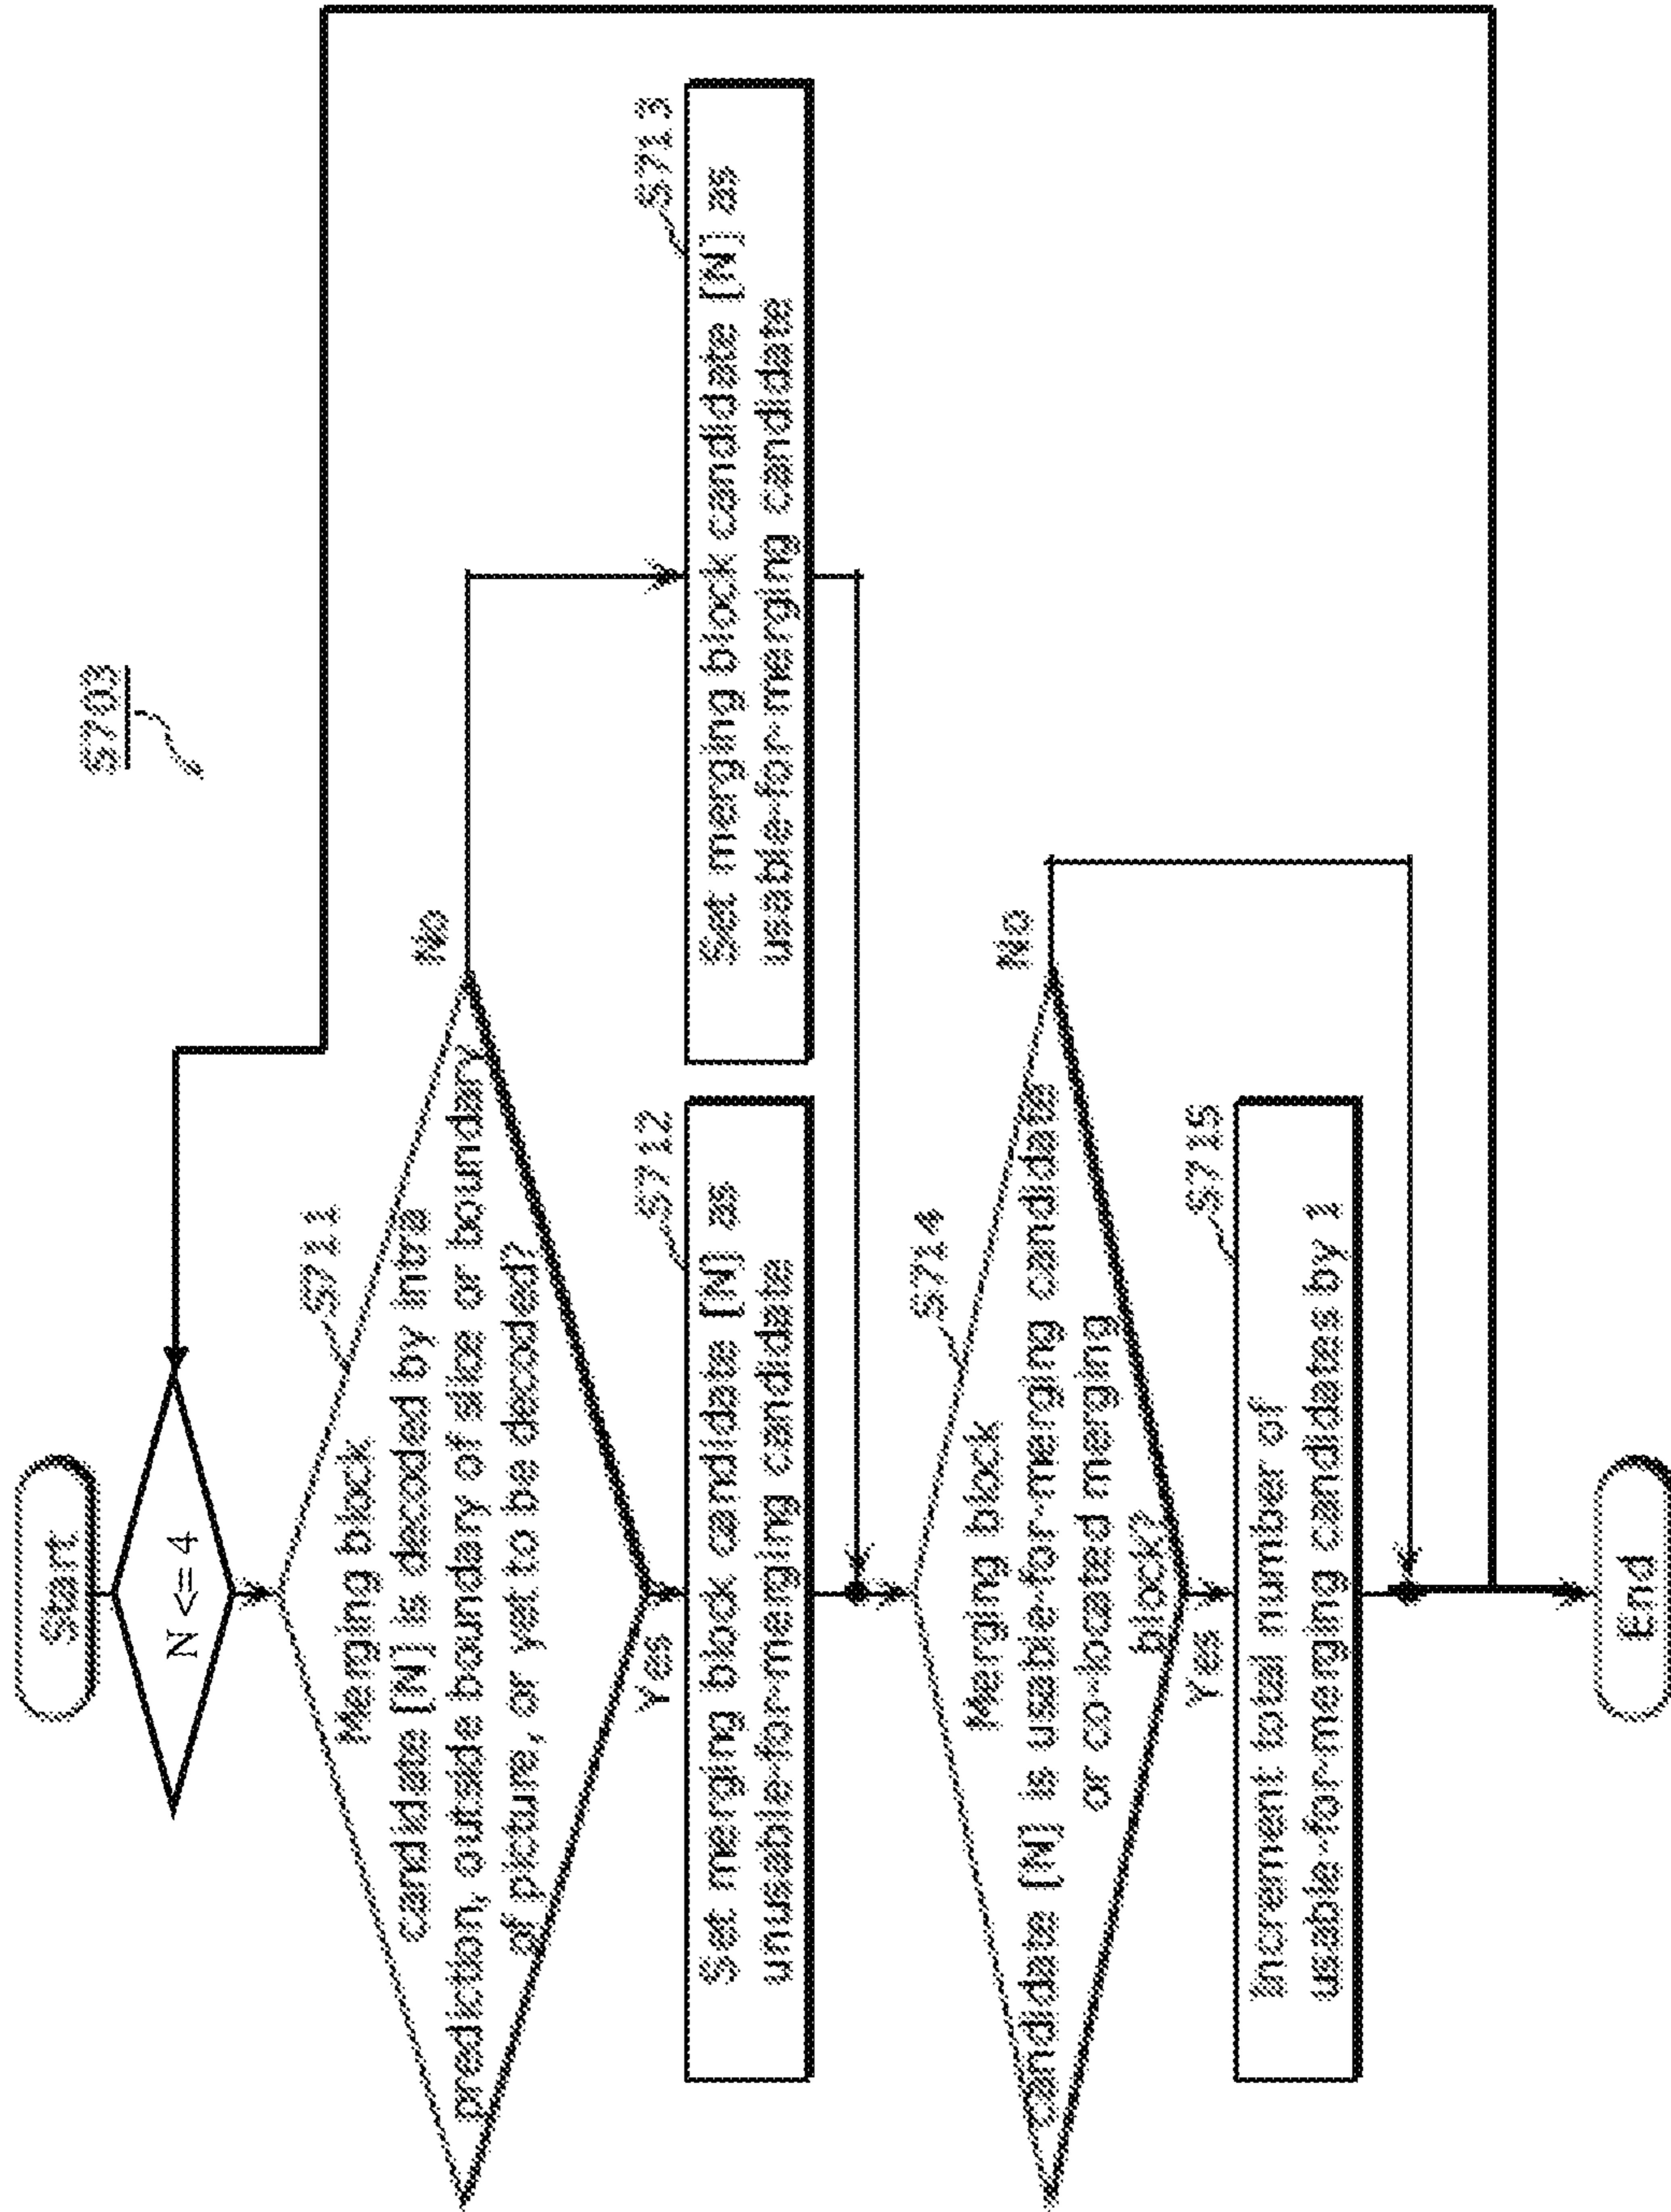 S703
Start
N <= 4
S711
Merging block
candidate [N] is decoded by intra
prediction, outside boundary of slice or boundary
of picture, or yet to be decoded?
No
Yes
S712
Set merging block candidate [N] as
unusable-for-merging candidate
S713
Set merging block candidate [N] as
usable-for-merging candidate
S714
Merging block
candidate [N] is usable-for-merging candidate
or co-located merging
block?
No
Yes
S715
Increment total number of
usable-for-merging candidates by 1
End